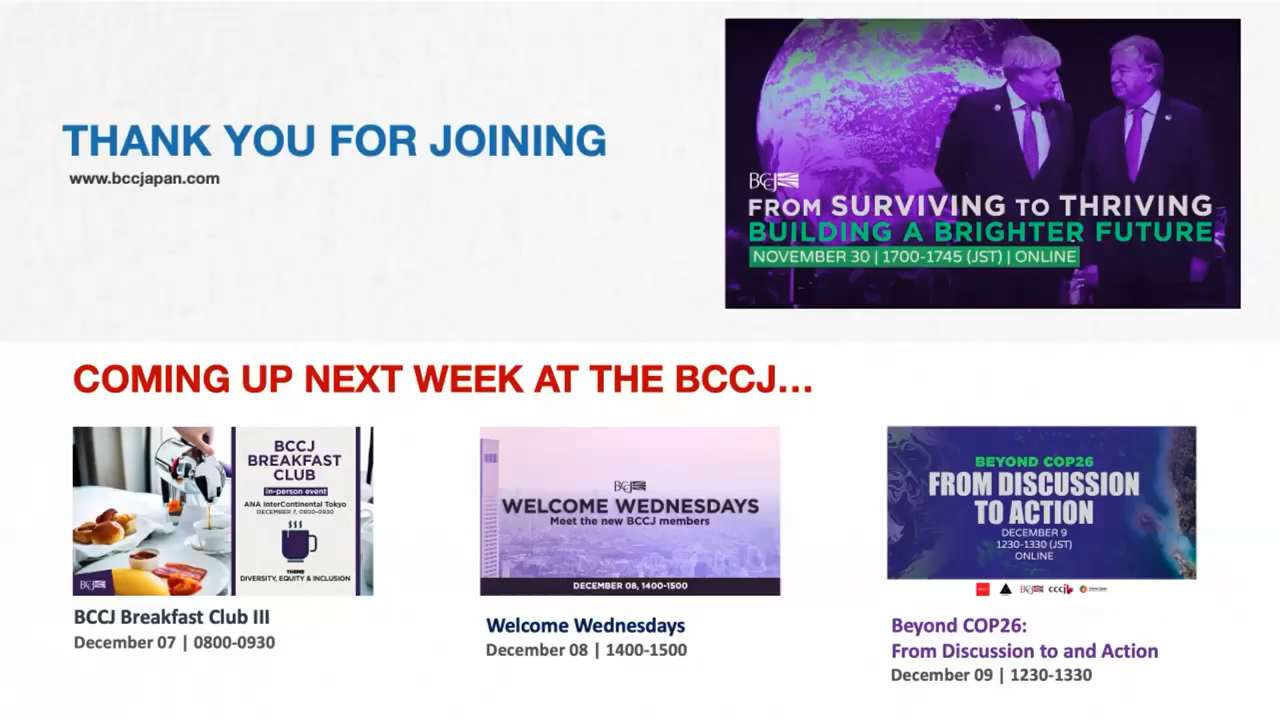 THANK YOU FOR JOINING
www.bccjapan.com
BCCJ
FROM SURVIVING TO THRIVING
BUILDING A BRIGHTER FUTURE
NOVEMBER 30 | 1700-1745 (JST) | ONLINE
COMING UP NEXT WEEK AT THE BCCJ...
BCCJ
BREAKFAST
CLUB
in-person event
ANA InterContinental Tokyo
DECEMBER 7, 0800-0930
THEME
DIVERSITY, EQUITY & INCLUSION
BCCJ
BCCJ Breakfast Club III
December 07 | 0800-0930
BCCJ
WELCOME WEDNESDAYS
Meet the new BCCJ members
DECEMBER 08, 1400-1500
Welcome Wednesdays
December 08 | 1400-1500
BEYOND COP26
FROM DISCUSSION
TO ACTION
DECEMBER 9
1230-1330 (JST)
ONLINE
BCCJ cccj
Beyond COP26:
From Discussion to and Action
December 09 | 1230-1330